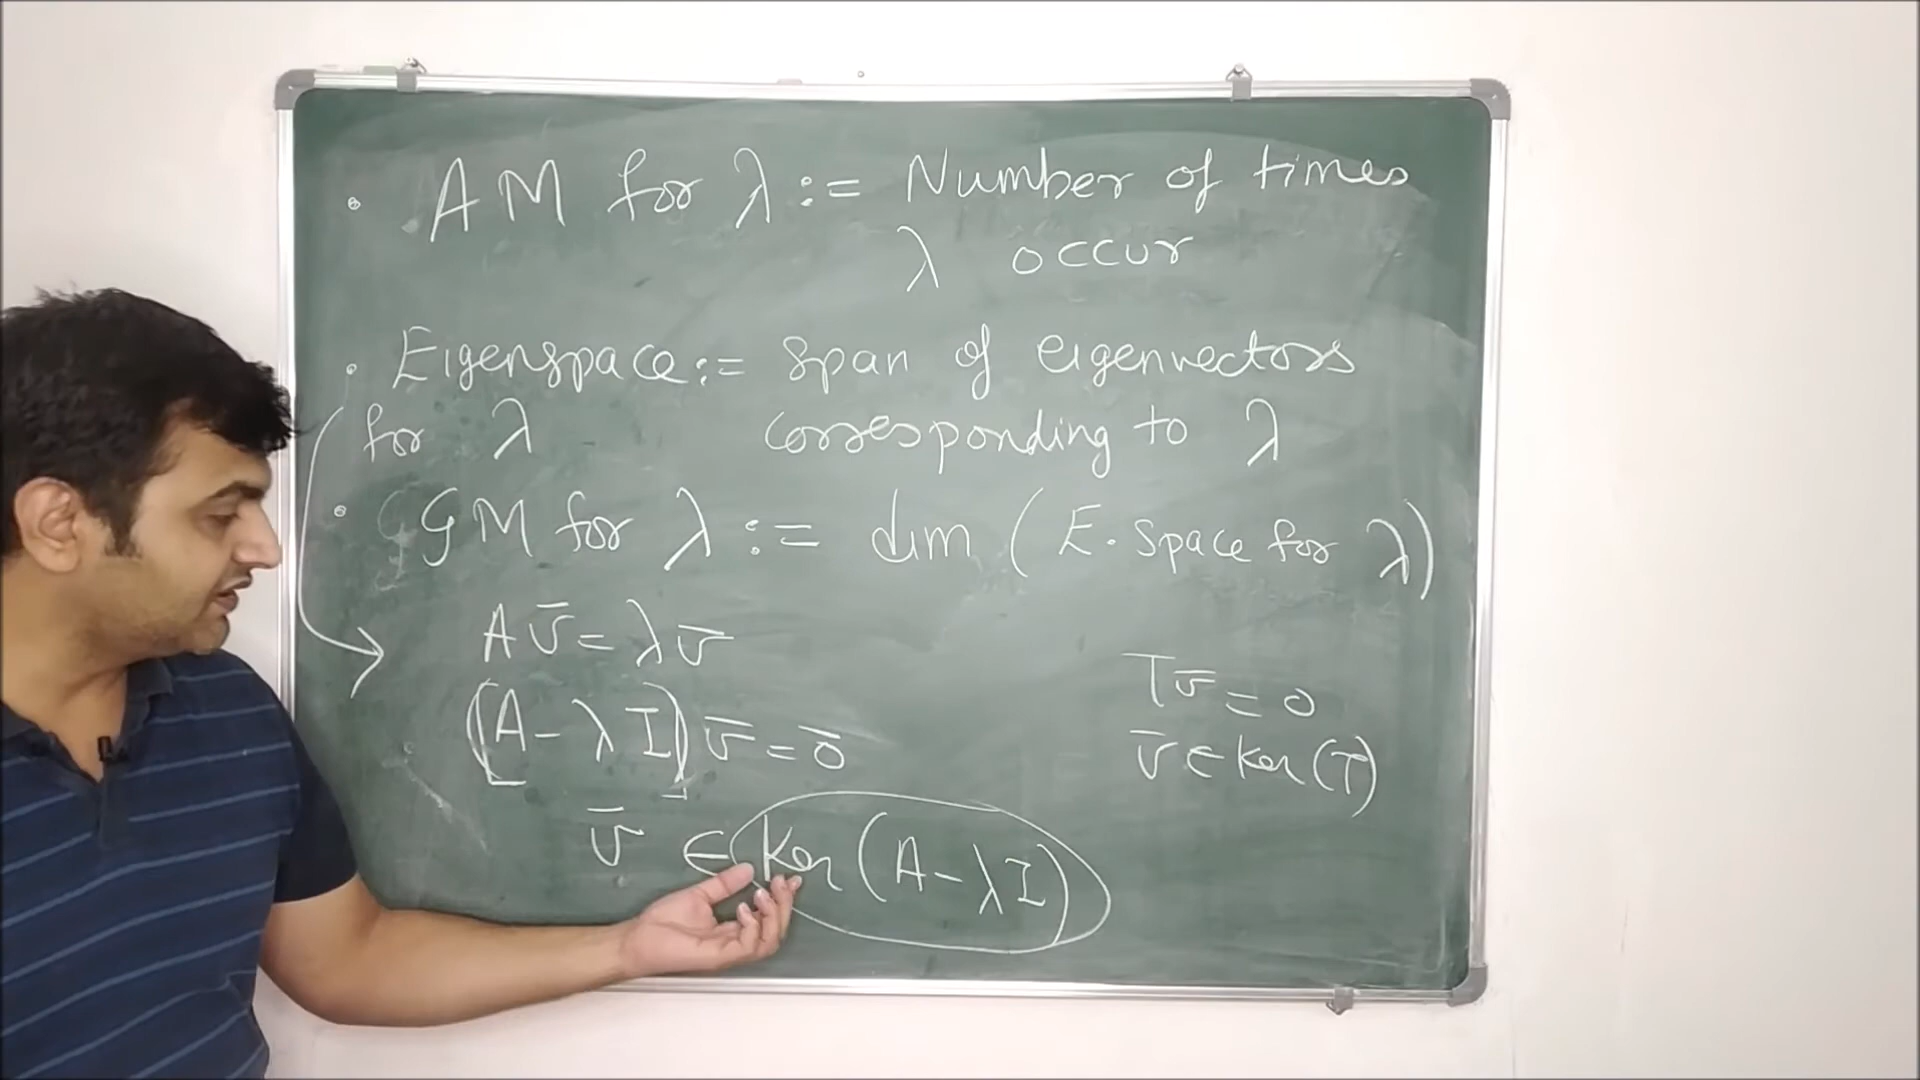 • AM for λ := Number of times
λ occur
• Eigenspace := span of eigenvectors
for λ corresponding to λ
• GM for λ := dim (E. Space for λ)
Av̄ = λv̄
(A - λI) v̄ = ō
v̄ ∈ Ker (A - λI)
Tv̄ = 0
v̄ ∈ Ker (T)